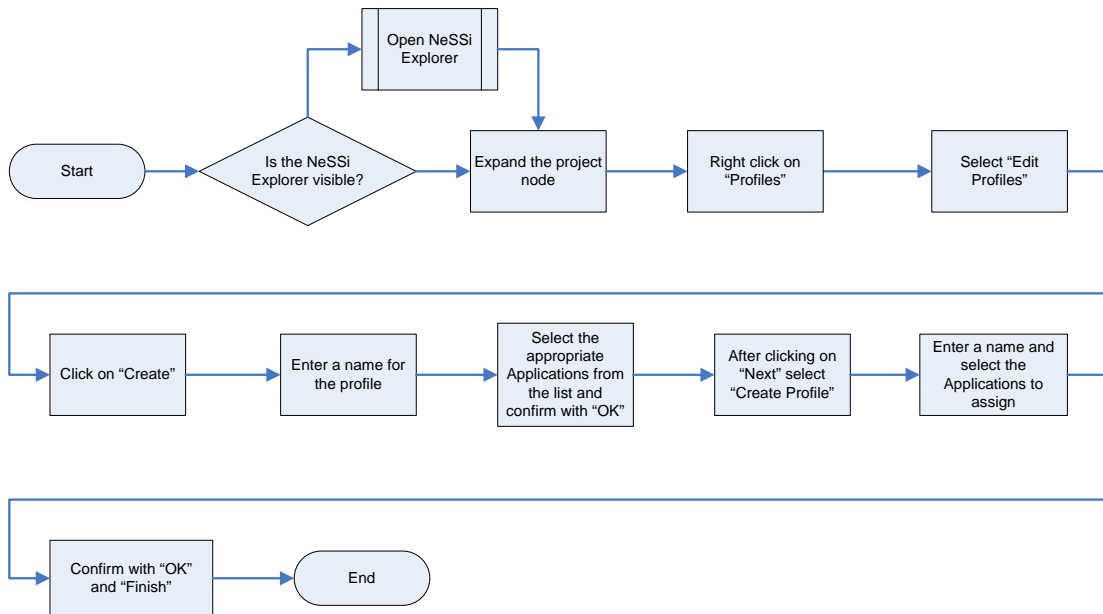 Open NeSSi
Explorer
Start
Is the NeSSi
Explorer visible?
Expand the project
node
Right click on
“Profiles”
Select “Edit
Profiles”
Click on “Create”
Enter a name for
the profile
Select the
appropriate
Applications from
the list and
confirm with “OK”
After clicking on
“Next” select
“Create Profile”
Enter a name and
select the
Applications to
assign
Confirm with “OK”
and “Finish”
End